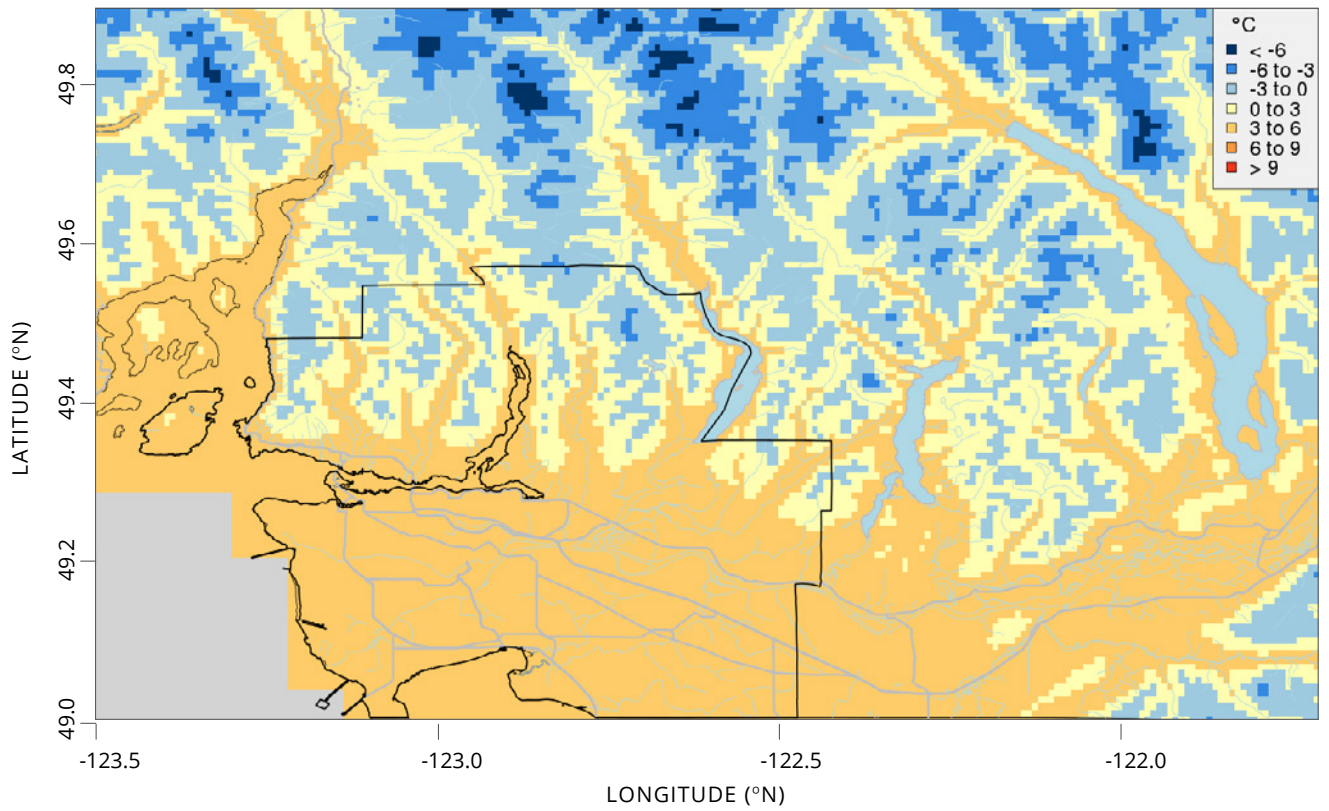 °C
< -6
-6 to -3
-3 to 0
0 to 3
3 to 6
6 to 9
> 9
LATITUDE (°N)
49.8
49.6
49.4
49.2
49.0
-123.5
-123.0
-122.5
-122.0
LONGITUDE (°N)